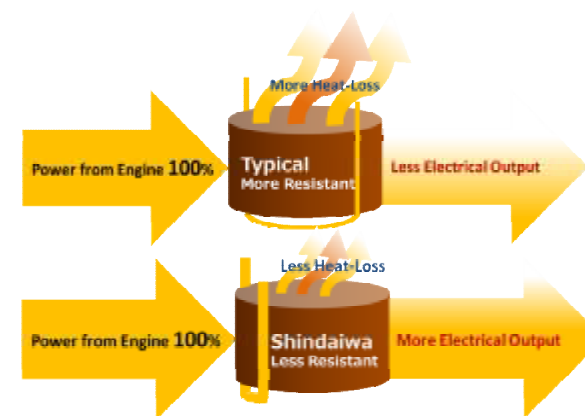 More Heat-Loss
Power from Engine 100%
Typical
More Resistant
Less Electrical Output
Less Heat-Loss
Power from Engine 100%
Shindaiwa
Less Resistant
More Electrical Output